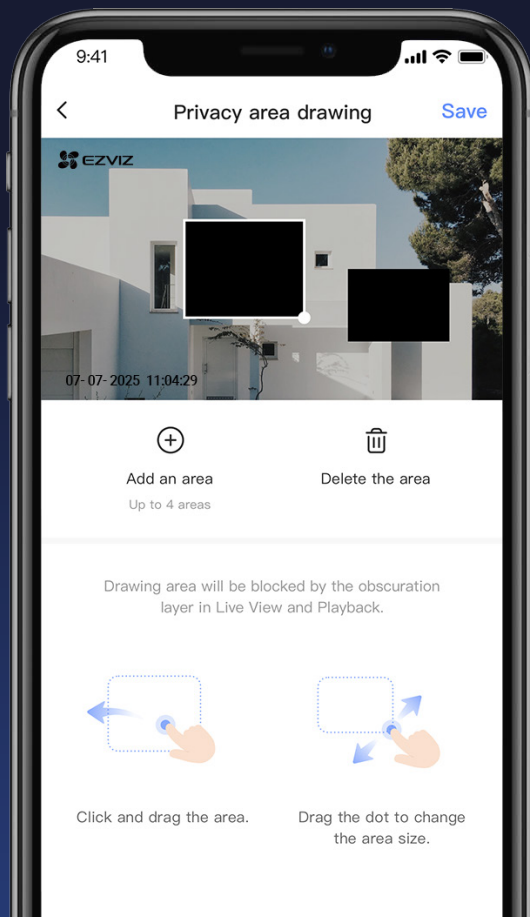 9:41
Privacy area drawing
Save
EZVIZ
07-07-2025 11:04:29
Add an area
Delete the area
Up to 4 areas
Drawing area will be blocked by the obscuration
layer in Live View and Playback.
Click and drag the area.
Drag the dot to change
the area size.